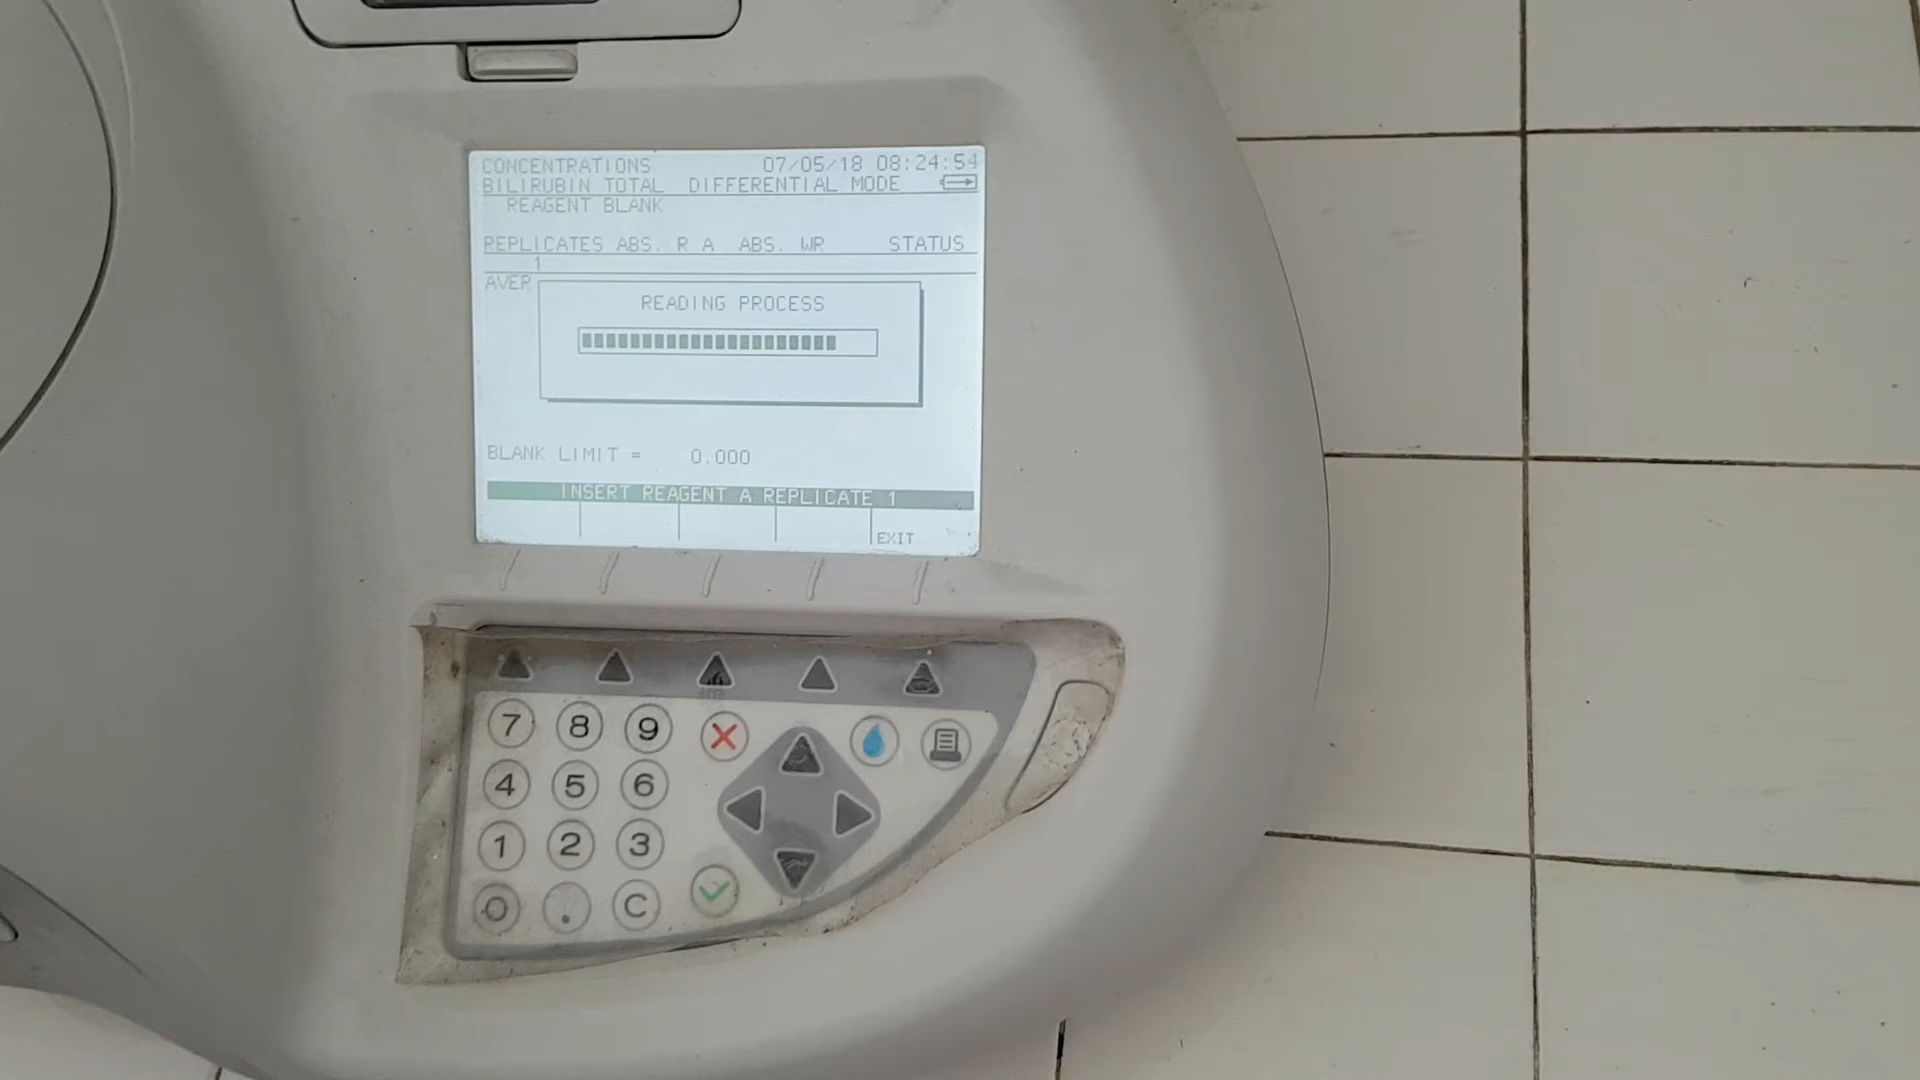 CONCENTRATIONS 07/05/18 08:24:54
BILIRUBIN TOTAL DIFFERENTIAL MODE
REAGENT BLANK
REPLICATES ABS. R A ABS. WR STATUS
1
AVER
READING PROCESS
BLANK LIMIT = 0.000
INSERT REAGENT A REPLICATE 1
EXIT
7 8 9
4 5 6
1 2 3
0 . C